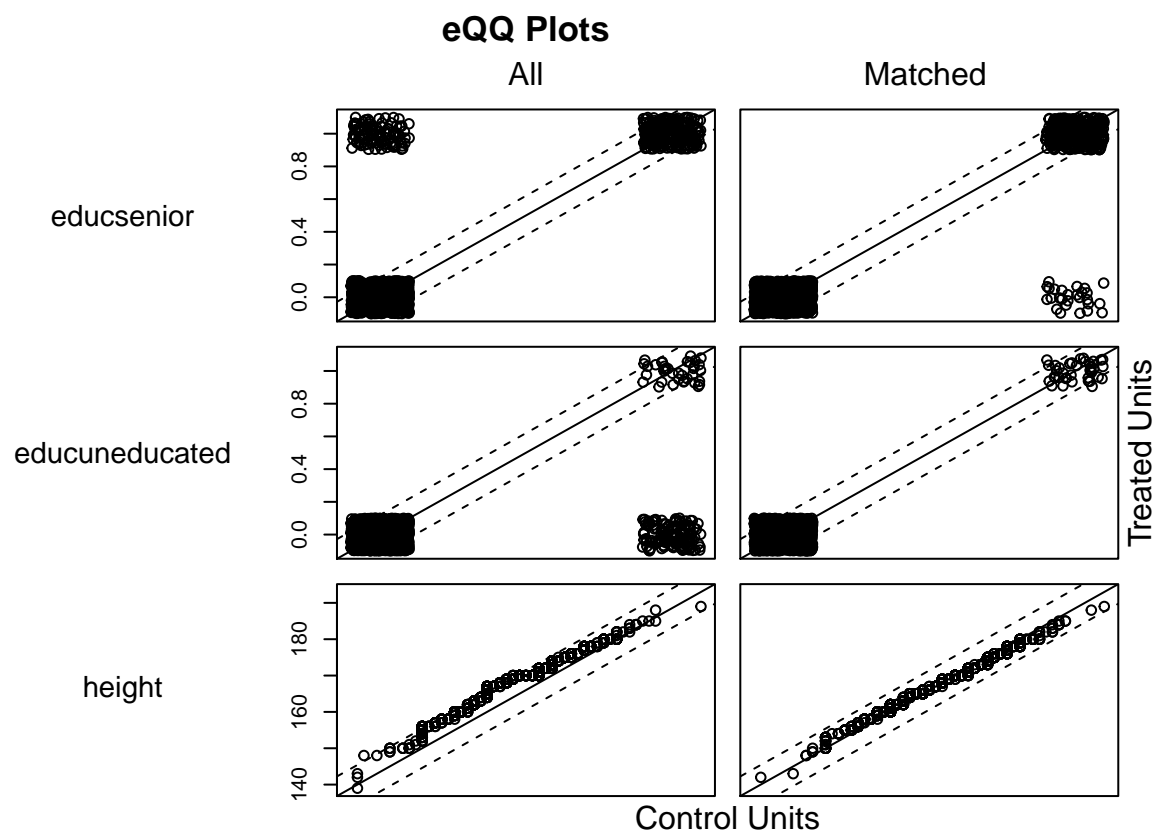 eQQ Plots
All Matched
educsenior
0.0 0.4 0.8
educuneducated
0.0 0.4 0.8
height
140 160 180
Treated Units
Control Units